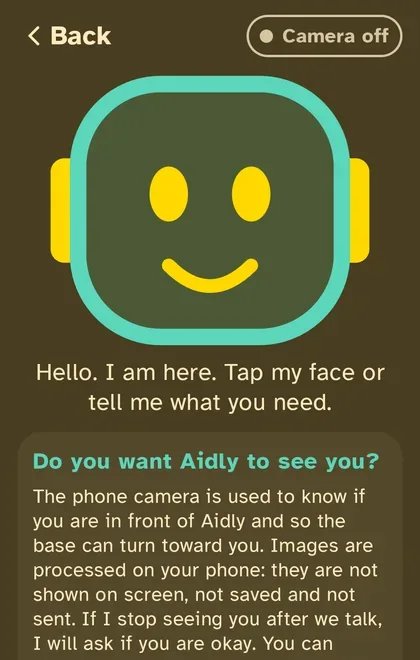 Back
Camera off
Hello. I am here. Tap my face or
tell me what you need.
Do you want Aidly to see you?
The phone camera is used to know if
you are in front of Aidly and so the
base can turn toward you. Images are
processed on your phone: they are not
shown on screen, not saved and not
sent. If I stop seeing you after we talk,
I will ask if you are okay. You can